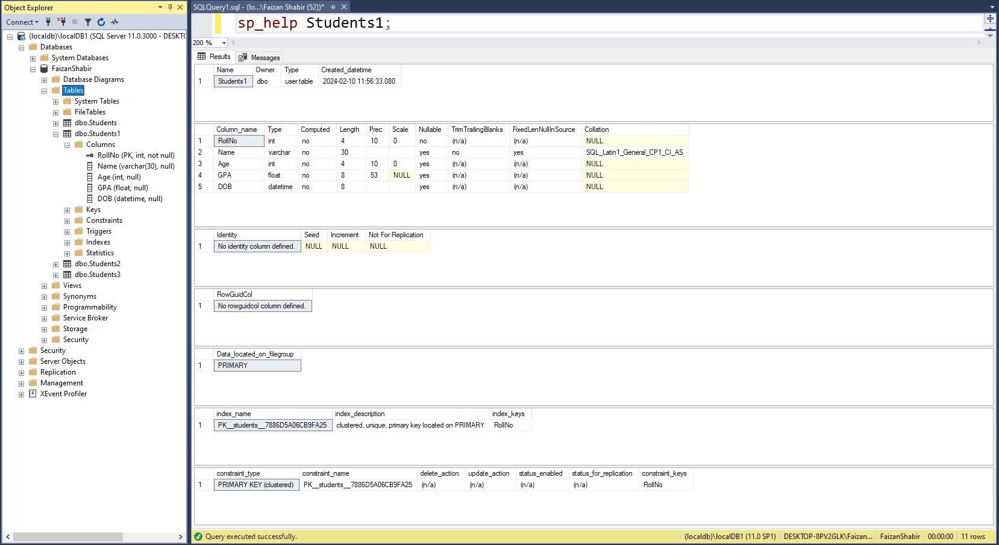 Object Explorer
Connect
(localdb)\localDB1 (SQL Server 11.0.3000 - DESKTO
Databases
System Databases
FaizanShabir
Database Diagrams
Tables
System Tables
FileTables
dbo.Students
dbo.Students1
Columns
RollNo (PK, int, not null)
Name (varchar(30), null)
Age (int, null)
GPA (float, null)
DOB (datetime, null)
Keys
Constraints
Triggers
Indexes
Statistics
dbo.Students2
dbo.Students3
Views
Synonyms
Programmability
Service Broker
Storage
Security
Security
Server Objects
Replication
Management
XEvent Profiler
SQLQuery1.sql - (lo...\Faizan Shabir (52))*
sp_help Students1;
200 %
Results Messages
Name Owner Type Created_datetime
1 Students1 dbo user table 2024-02-10 11:56:33.080
Column_name Type Computed Length Prec Scale Nullable TrimTrailingBlanks FixedLenNullInSource Collation
1 RollNo int no 4 10 0 no (n/a) (n/a) NULL
2 Name varchar no 30 yes no yes SQL_Latin1_General_CP1_CI_AS
3 Age int no 4 10 0 yes (n/a) (n/a) NULL
4 GPA float no 8 53 NULL yes (n/a) (n/a) NULL
5 DOB datetime no 8 yes (n/a) (n/a) NULL
Identity Seed Increment Not For Replication
1 No identity column defined. NULL NULL NULL
RowGuidCol
1 No rowguidcol column defined.
Data_located_on_filegroup
1 PRIMARY
index_name index_description index_keys
1 PK__students__7886D5A06CB9FA25 clustered, unique, primary key located on PRIMARY RollNo
constraint_type constraint_name delete_action update_action status_enabled status_for_replication constraint_keys
1 PRIMARY KEY (clustered) PK__students__7886D5A06CB9FA25 (n/a) (n/a) (n/a) (n/a) RollNo
Query executed successfully. (localdb)\localDB1 (11.0 SP1) DESKTOP-8PV2GLK\Faizan... FaizanShabir 00:00:00 11 rows